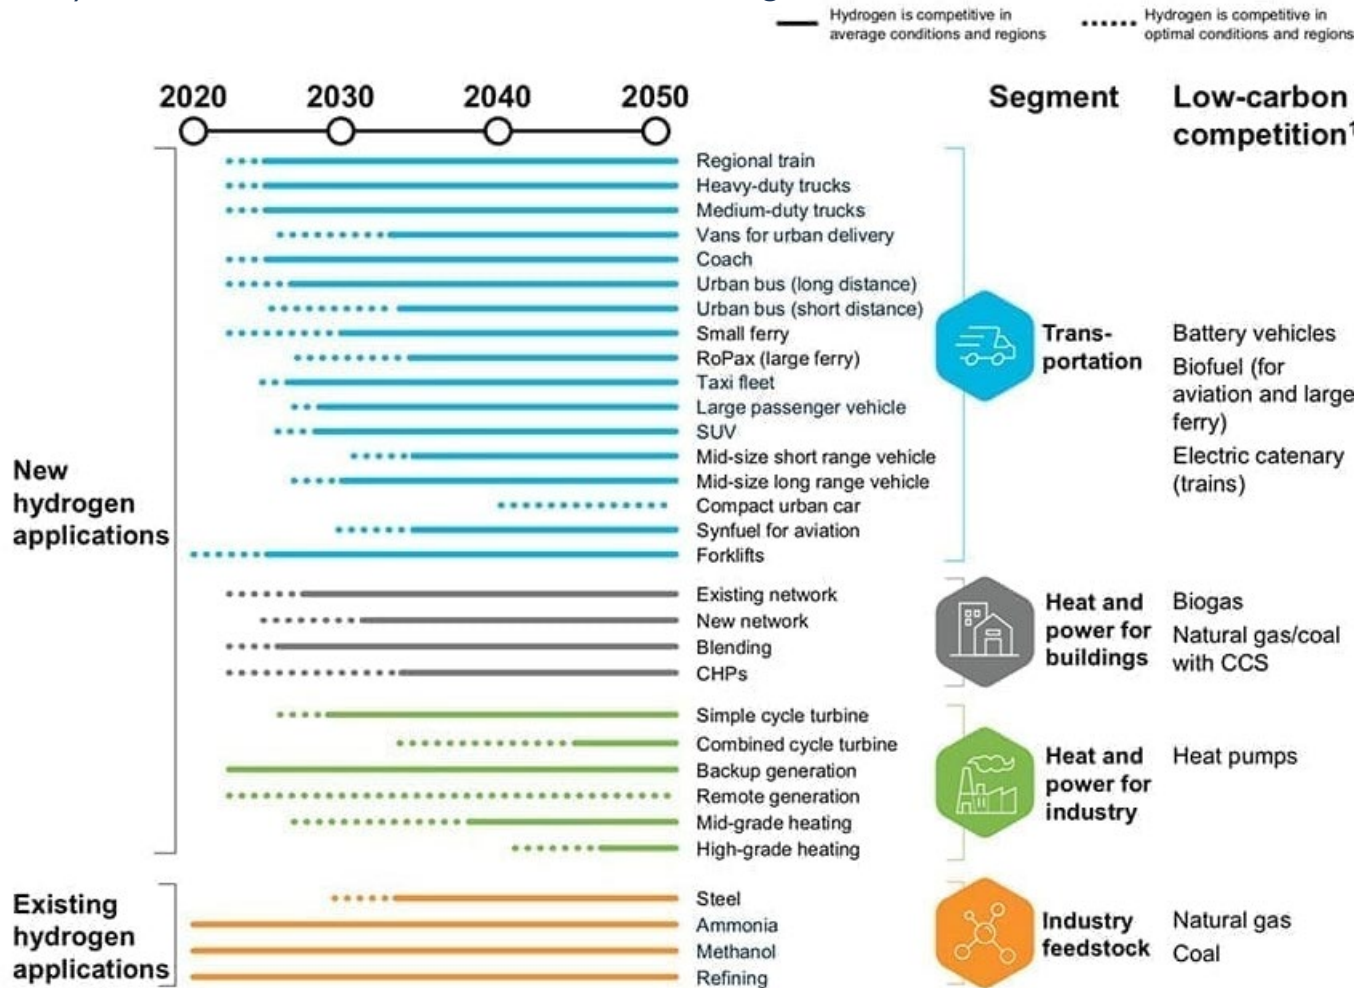 Hydrogen is competitive in
average conditions and regions
Hydrogen is competitive in
optimal conditions and regions
2020 2030 2040 2050
Segment
Low-carbon
competition¹
New
hydrogen
applications
Regional train
Heavy-duty trucks
Medium-duty trucks
Vans for urban delivery
Coach
Urban bus (long distance)
Urban bus (short distance)
Small ferry
RoPax (large ferry)
Taxi fleet
Large passenger vehicle
SUV
Mid-size short range vehicle
Mid-size long range vehicle
Compact urban car
Synfuel for aviation
Forklifts
Trans-
portation
Battery vehicles
Biofuel (for
aviation and large
ferry)
Electric catenary
(trains)
Existing network
New network
Blending
CHPs
Heat and
power for
buildings
Biogas
Natural gas/coal
with CCS
Simple cycle turbine
Combined cycle turbine
Backup generation
Remote generation
Mid-grade heating
High-grade heating
Heat and
power for
industry
Heat pumps
Existing
hydrogen
applications
Steel
Ammonia
Methanol
Refining
Industry
feedstock
Natural gas
Coal